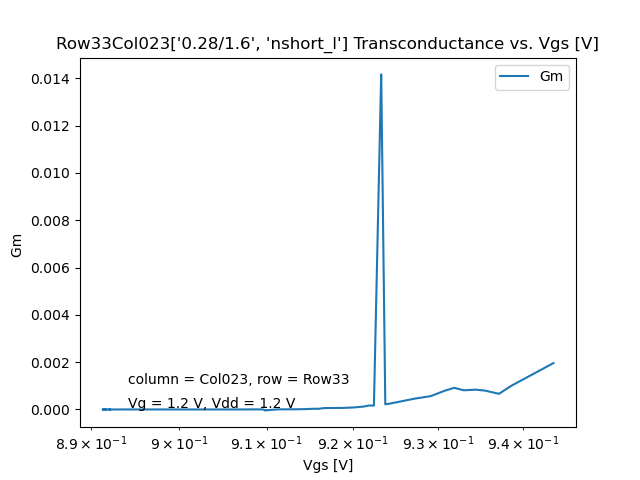 Row33Col023['0.28/1.6', 'nshort_l'] Transconductance vs. Vgs [V]
Gm
0.014
0.012
0.010
0.008
0.006
0.004
0.002
0.000
Gm
column = Col023, row = Row33
Vg = 1.2 V, Vdd = 1.2 V
8.9 × 10⁻¹ 9 × 10⁻¹ 9.1 × 10⁻¹ 9.2 × 10⁻¹ 9.3 × 10⁻¹ 9.4 × 10⁻¹
Vgs [V]